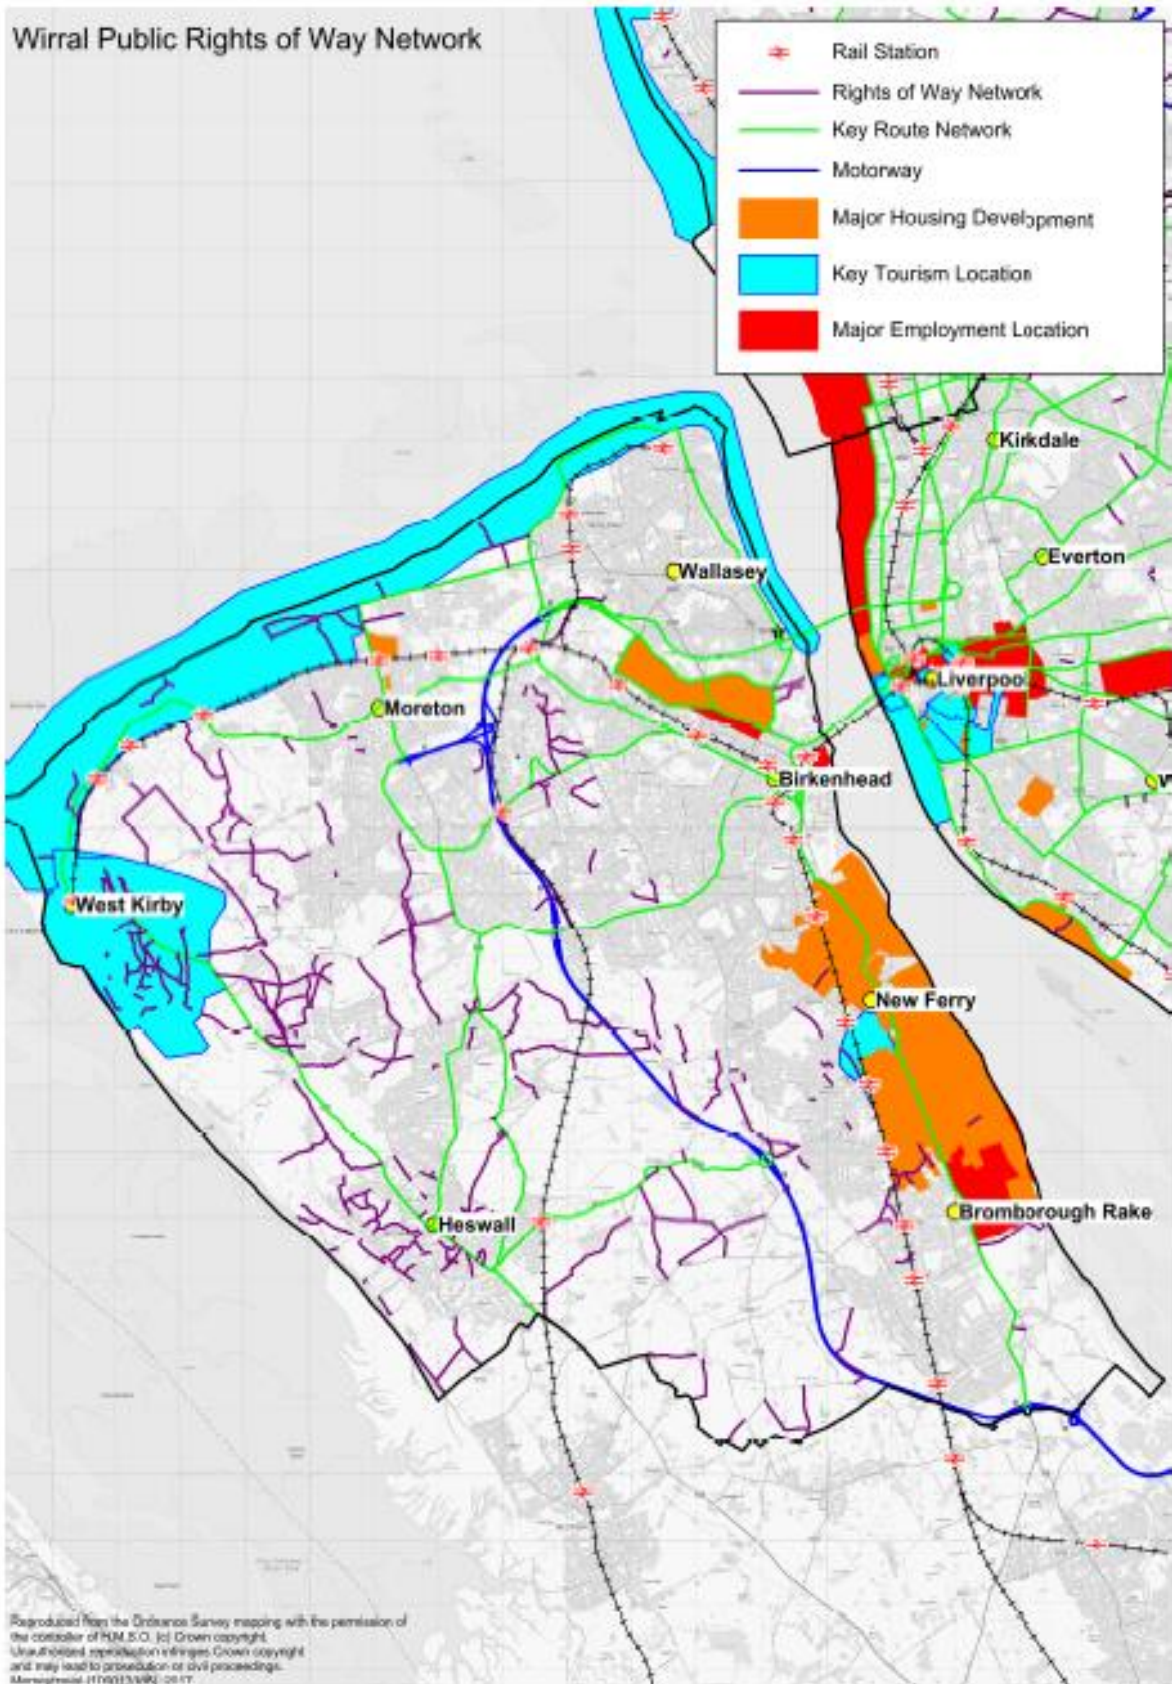 Wirral Public Rights of Way Network
Rail Station
Rights of Way Network
Key Route Network
Motorway
Major Housing Development
Key Tourism Location
Major Employment Location
Kirkdale
Everton
Wallasey
Liverpoo
Moreton
Birkenhead
W
West Kirby
New Ferry
Heswall
Bromborough Rake
Reproduced from the Ordnance Survey mapping with the permission of
the controller of H.M.S.O. (c) Crown copyright.
Unauthorised reproduction infringes Crown copyright
and may lead to prosecution or civil proceedings.
2017